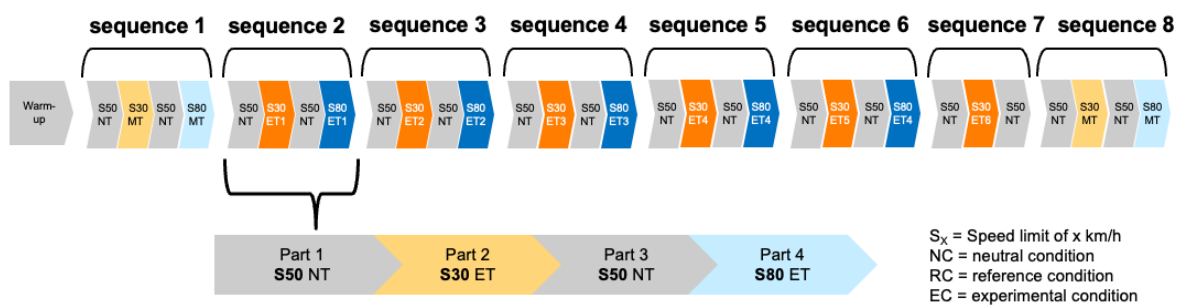 sequence 1
sequence 2
sequence 3
sequence 4
sequence 5
sequence 6
sequence 7
sequence 8
Warm-
up
S50
NT
S30
MT
S50
NT
S80
MT
S50
NT
S30
ET1
S50
NT
S80
ET1
S50
NT
S30
ET2
S50
NT
S80
ET2
S50
NT
S30
ET3
S50
NT
S80
ET3
S50
NT
S30
ET4
S50
NT
S80
ET4
S50
NT
S30
ET5
S50
NT
S80
ET4
S50
NT
S30
ET6
S50
NT
S50
NT
S30
MT
S50
NT
S80
MT
Part 1
S50 NT
Part 2
S30 ET
Part 3
S50 NT
Part 4
S80 ET
Sx = Speed limit of x km/h
NC = neutral condition
RC = reference condition
EC = experimental condition